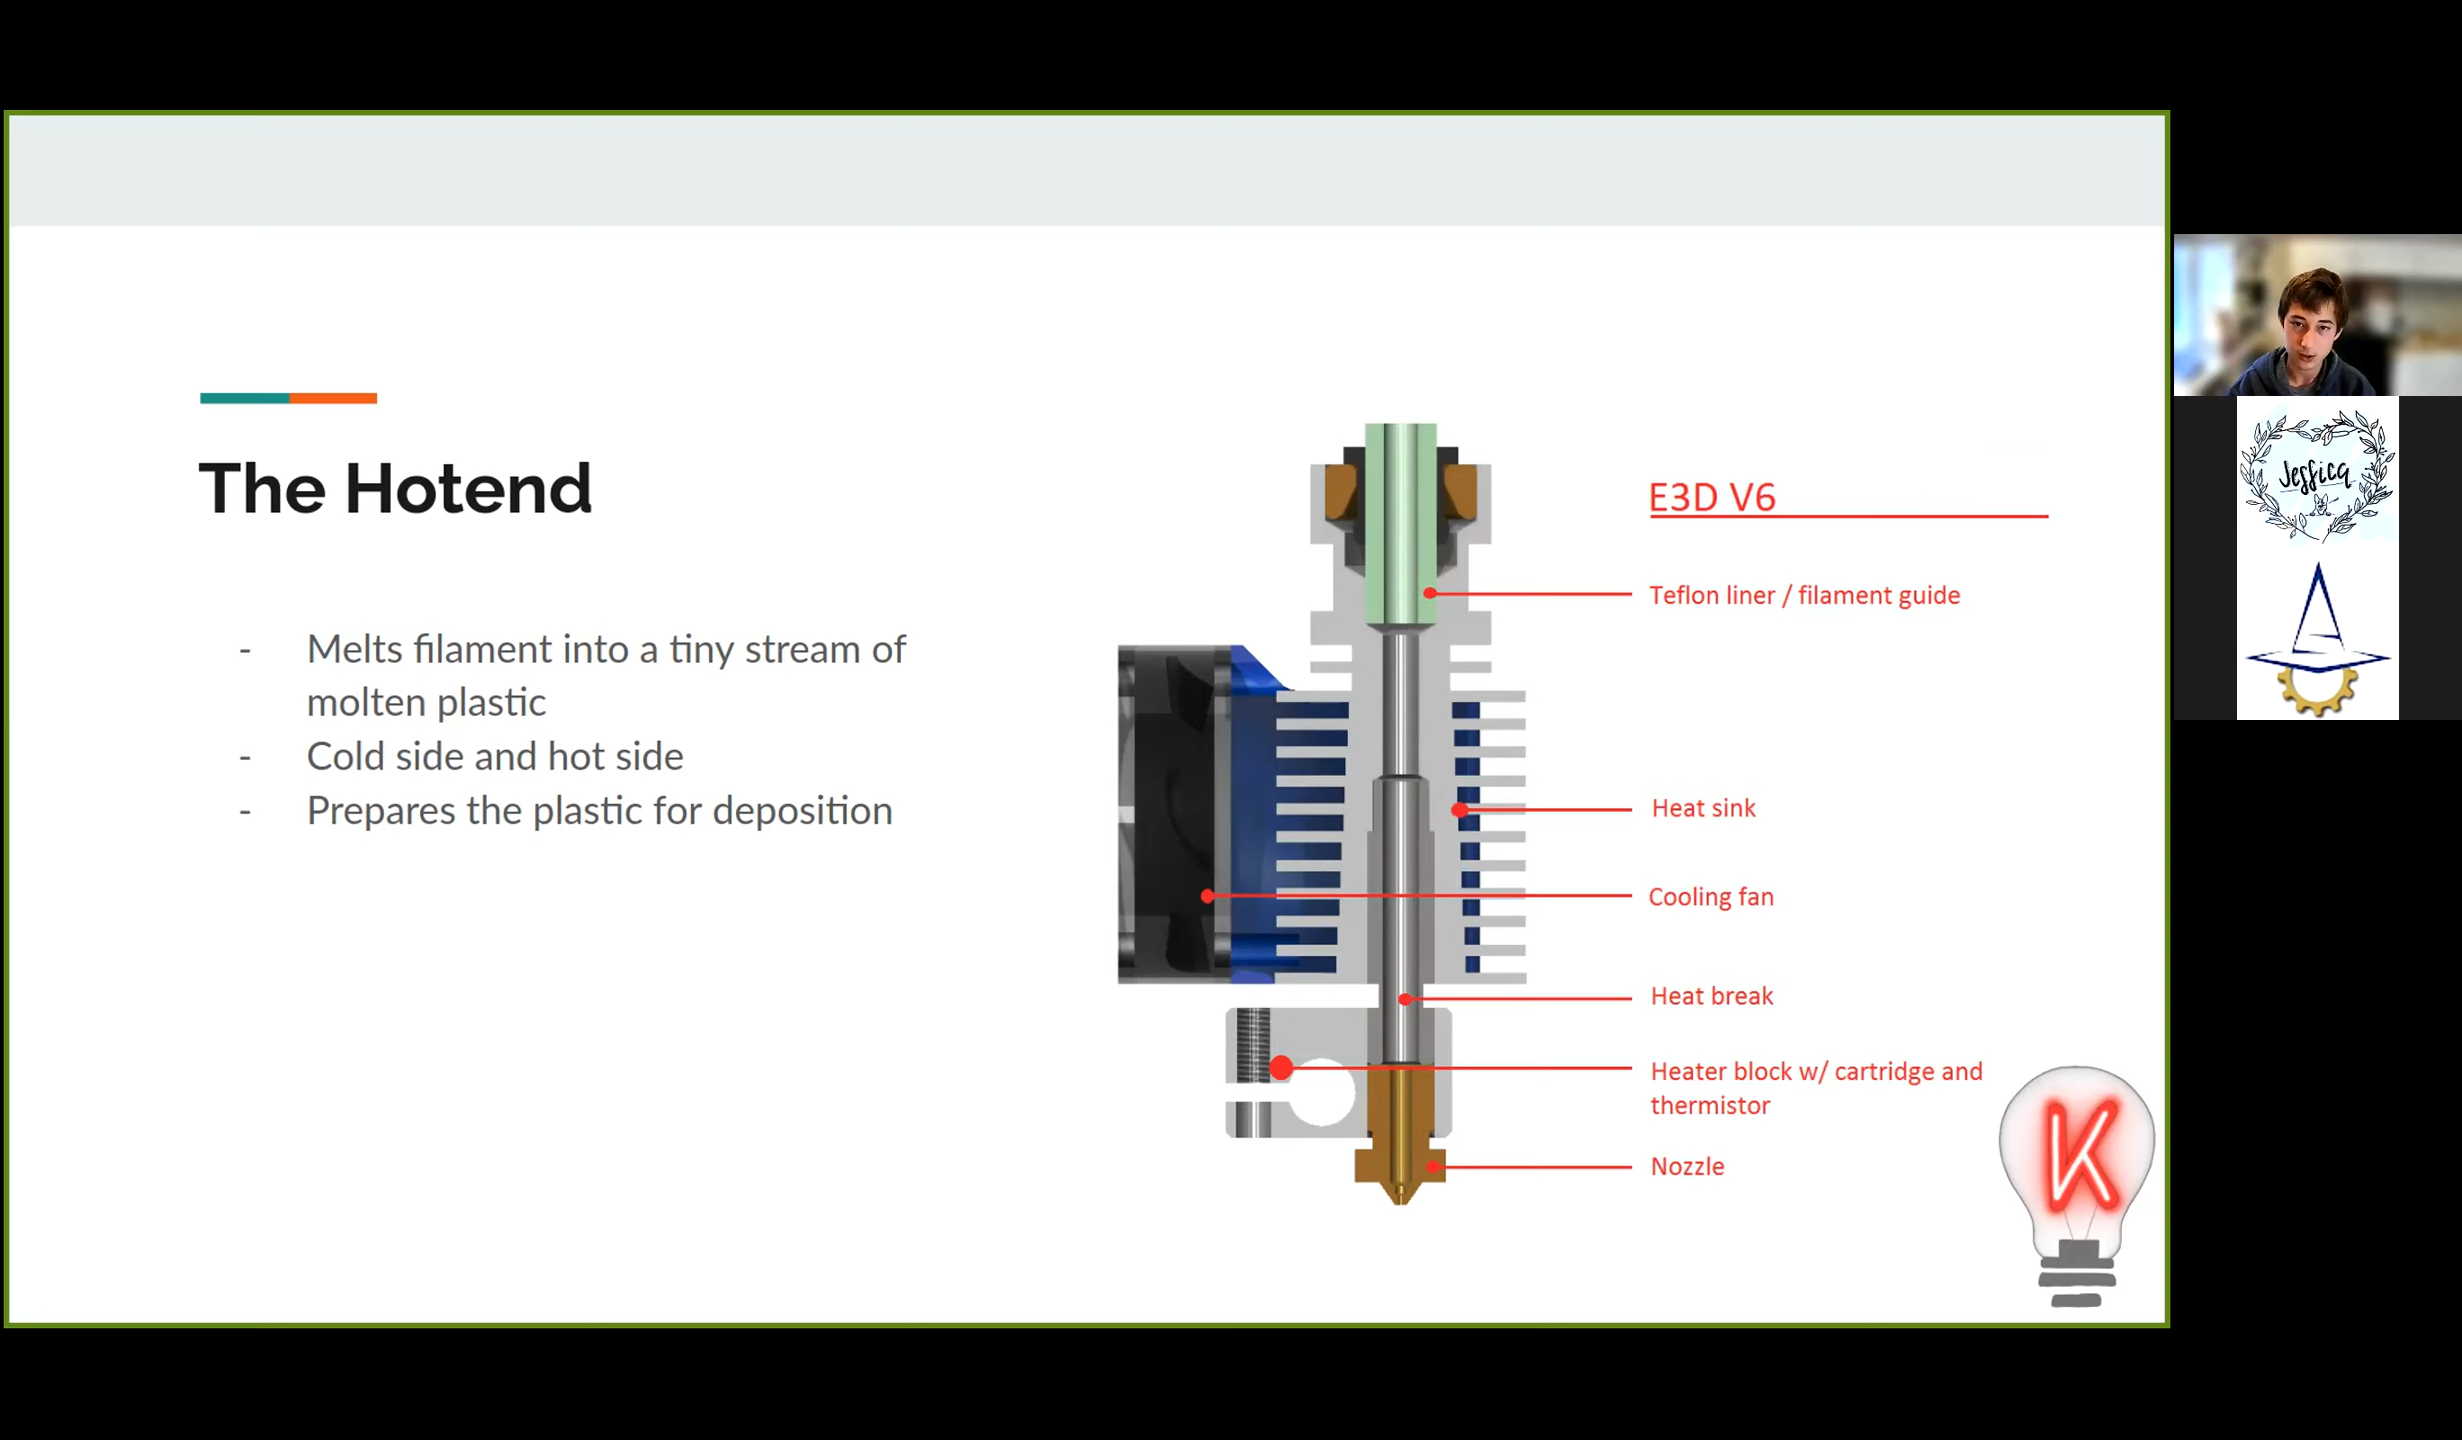 The Hotend
- Melts filament into a tiny stream of
molten plastic
- Cold side and hot side
- Prepares the plastic for deposition
E3D V6
Teflon liner / filament guide
Heat sink
Cooling fan
Heat break
Heater block w/ cartridge and
thermistor
Nozzle
K
Jessica